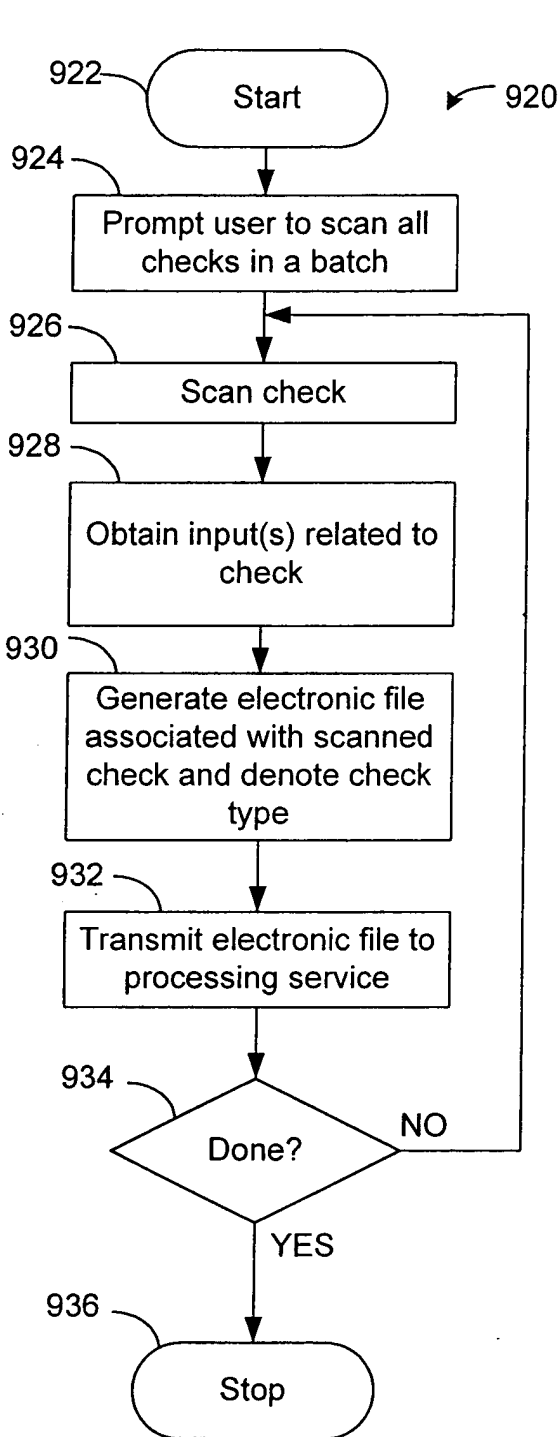 922
Start
920
924
Prompt user to scan all
checks in a batch
926
Scan check
928
Obtain input(s) related to
check
930
Generate electronic file
associated with scanned
check and denote check
type
932
Transmit electronic file to
processing service
934
Done?
NO
YES
936
Stop